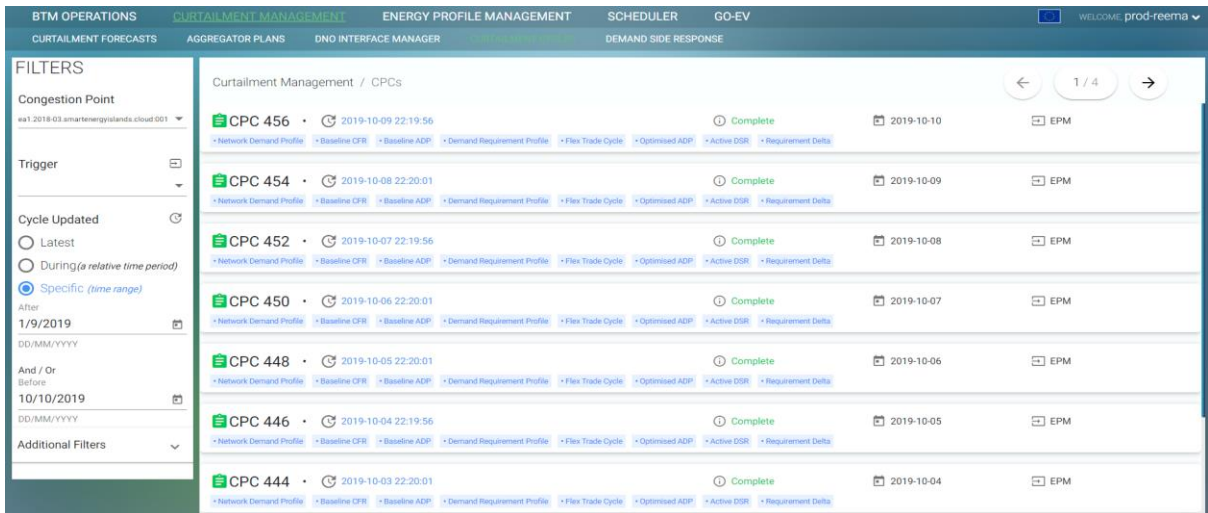 BTM OPERATIONS CURTAILMENT MANAGEMENT ENERGY PROFILE MANAGEMENT SCHEDULER GO-EV WELCOME, prod-reema
CURTAILMENT FORECASTS AGGREGATOR PLANS DNO INTERFACE MANAGER DEMAND SIDE RESPONSE
FILTERS
Congestion Point
ea1.2018-03.smartenergyislands.cloud:001
Trigger
Cycle Updated
Latest
During(a relative time period)
Specific (time range)
After
1/9/2019
DD/MM/YYYY
And / Or
Before
10/10/2019
DD/MM/YYYY
Additional Filters
Curtailment Management / CPCs 1 / 4
CPC 456 • 2019-10-09 22:19:56 Complete 2019-10-10 EPM
• Network Demand Profile • Baseline CFR • Baseline ADP • Demand Requirement Profile • Flex Trade Cycle • Optimised ADP • Active DSR • Requirement Delta
CPC 454 • 2019-10-08 22:20:01 Complete 2019-10-09 EPM
• Network Demand Profile • Baseline CFR • Baseline ADP • Demand Requirement Profile • Flex Trade Cycle • Optimised ADP • Active DSR • Requirement Delta
CPC 452 • 2019-10-07 22:19:56 Complete 2019-10-08 EPM
• Network Demand Profile • Baseline CFR • Baseline ADP • Demand Requirement Profile • Flex Trade Cycle • Optimised ADP • Active DSR • Requirement Delta
CPC 450 • 2019-10-06 22:20:01 Complete 2019-10-07 EPM
• Network Demand Profile • Baseline CFR • Baseline ADP • Demand Requirement Profile • Flex Trade Cycle • Optimised ADP • Active DSR • Requirement Delta
CPC 448 • 2019-10-05 22:20:01 Complete 2019-10-06 EPM
• Network Demand Profile • Baseline CFR • Baseline ADP • Demand Requirement Profile • Flex Trade Cycle • Optimised ADP • Active DSR • Requirement Delta
CPC 446 • 2019-10-04 22:19:56 Complete 2019-10-05 EPM
• Network Demand Profile • Baseline CFR • Baseline ADP • Demand Requirement Profile • Flex Trade Cycle • Optimised ADP • Active DSR • Requirement Delta
CPC 444 • 2019-10-03 22:20:01 Complete 2019-10-04 EPM
• Network Demand Profile • Baseline CFR • Baseline ADP • Demand Requirement Profile • Flex Trade Cycle • Optimised ADP • Active DSR • Requirement Delta